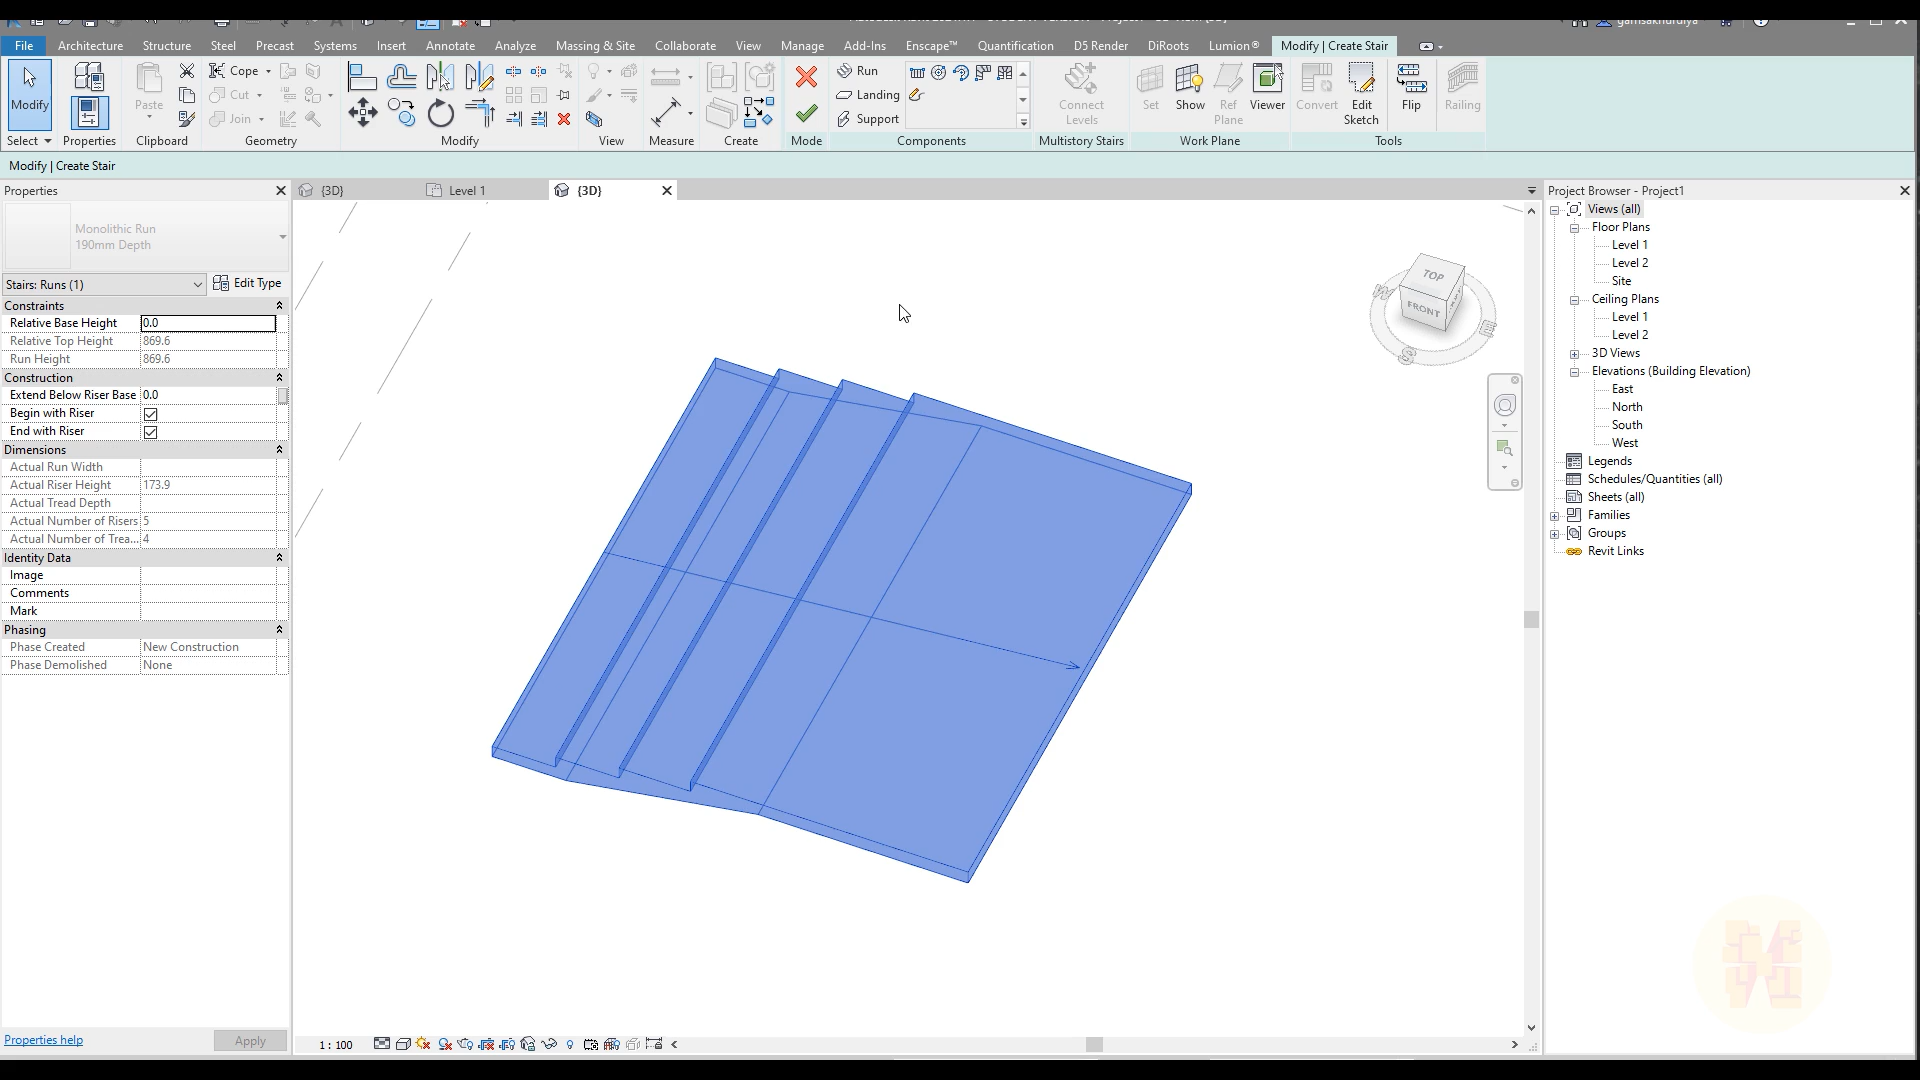 garrisakhurdiya
File Architecture Structure Steel Precast Systems Insert Annotate Analyze Massing & Site Collaborate View Manage Add-Ins Enscape™ Quantification D5 Render DiRoots Lumion® Modify | Create Stair
Modify Paste Cope Cut Join Run Landing Support Connect Levels Set Show Ref Plane Viewer Convert Edit Sketch Flip Railing
Select Properties Clipboard Geometry Modify View Measure Create Mode Components Multistory Stairs Work Plane Tools
Modify | Create Stair
Properties
Monolithic Run
190mm Depth
Stairs: Runs (1) Edit Type
Constraints
Relative Base Height 0.0
Relative Top Height 869.6
Run Height 869.6
Construction
Extend Below Riser Base 0.0
Begin with Riser
End with Riser
Dimensions
Actual Run Width
Actual Riser Height 173.9
Actual Tread Depth
Actual Number of Risers 5
Actual Number of Trea... 4
Identity Data
Image
Comments
Mark
Phasing
Phase Created New Construction
Phase Demolished None
Properties help Apply
{3D} Level 1 {3D}
TOP
FRONT
W
S
E
1 : 100
Project Browser - Project1
Views (all)
Floor Plans
Level 1
Level 2
Site
Ceiling Plans
Level 1
Level 2
3D Views
Elevations (Building Elevation)
East
North
South
West
Legends
Schedules/Quantities (all)
Sheets (all)
Families
Groups
Revit Links